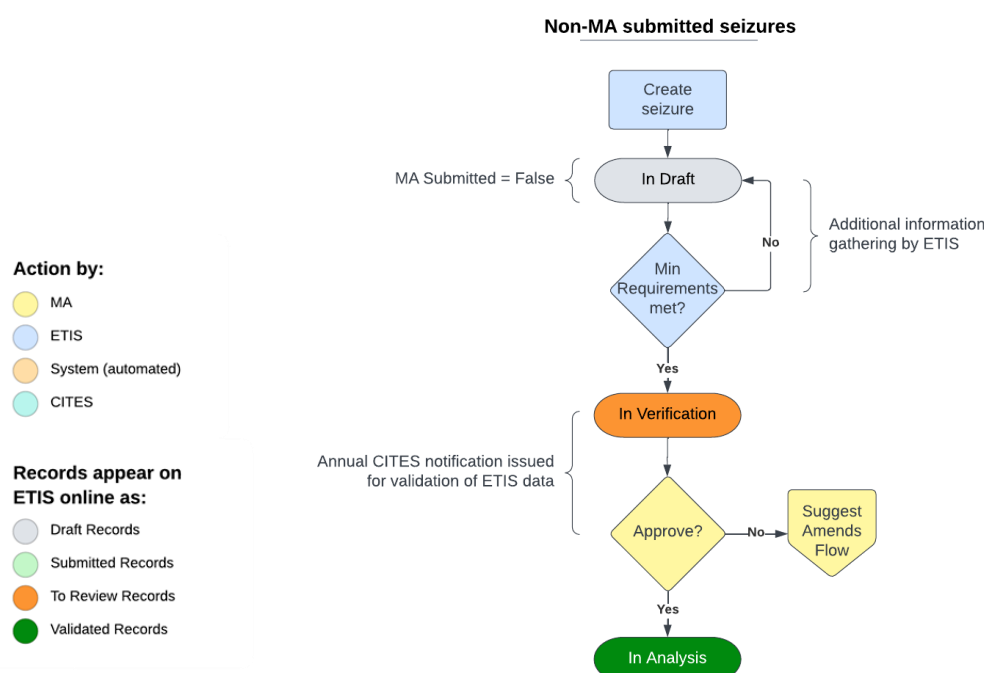 Non-MA submitted seizures
Create
seizure
MA Submitted = False
In Draft
Additional information
gathering by ETIS
No
Min
Requirements
met?
Yes
In Verification
Annual CITES notification issued
for validation of ETIS data
Approve?
No
Suggest
Amends
Flow
Yes
In Analysis
Action by:
MA
ETIS
System (automated)
CITES
Records appear on
ETIS online as:
Draft Records
Submitted Records
To Review Records
Validated Records